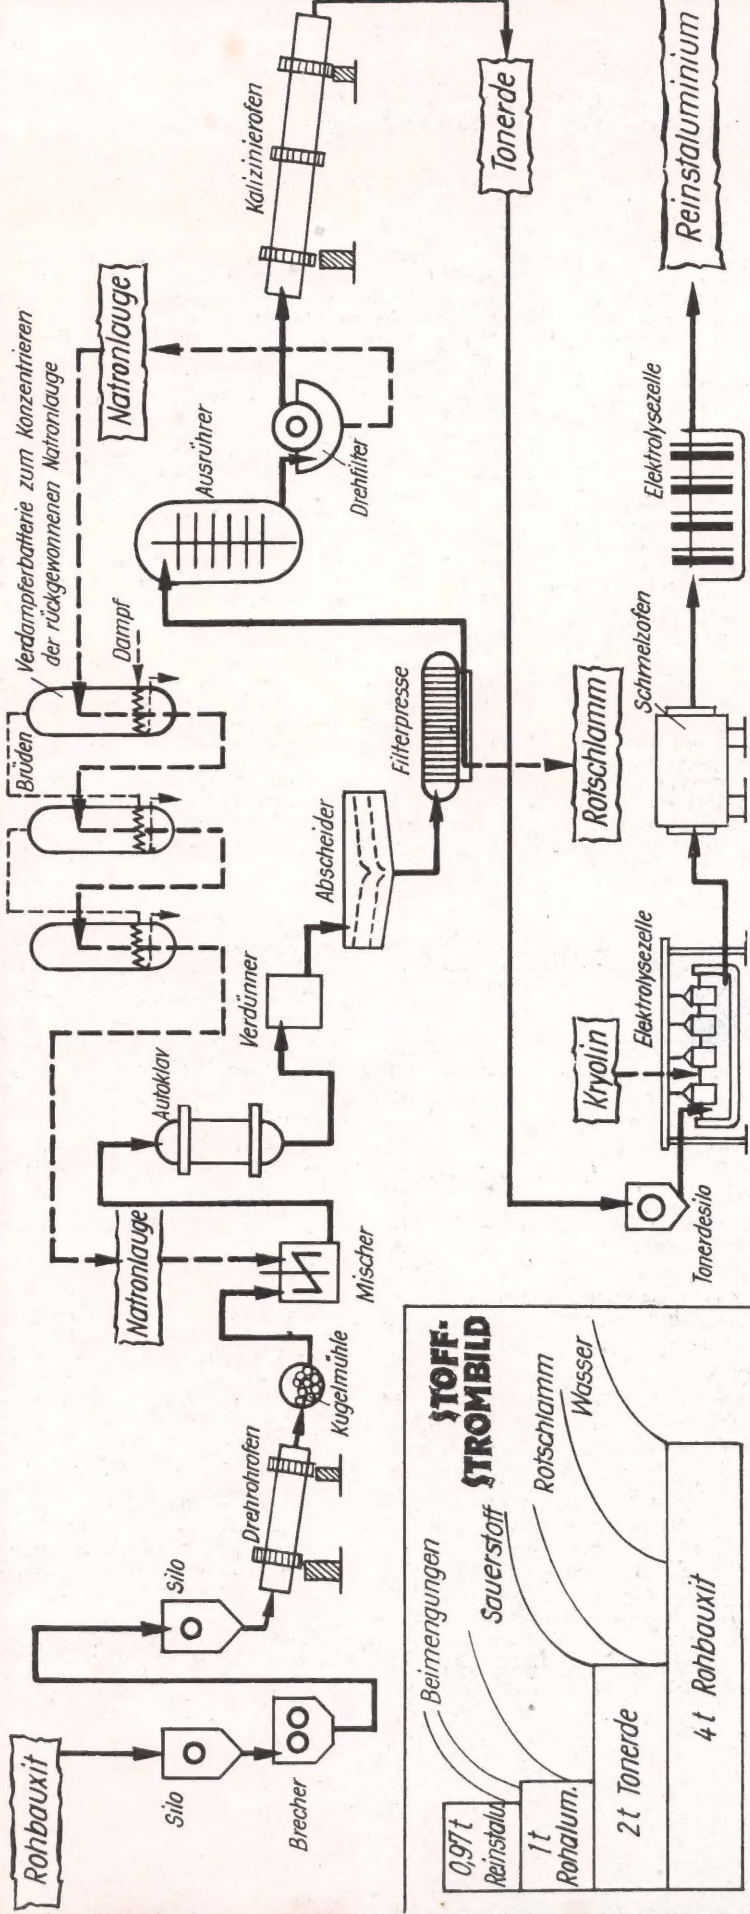 Rohbauxit
Silo
Brecher
Silo
Drehrohrofen
Kugelmühle
Natronlauge
Mischer
Autoklav
Verdünner
Abscheider
Filterpresse
Rotschlamm
Brüden
Dampf
Verdampferbatterie zum Konzentrieren
der rückgewonnenen Natronlauge
Natronlauge
Ausrührer
Drehfilter
Kalizinierofen
Tonerde
Tonerdesilo
Kryolin
Elektrolysezelle
Schmelzofen
Elektrolysezelle
Reinstaluminium
STOFF-
STROMBILD
Beimengungen
Sauerstoff
Rotschlamm
Wasser
0,97t
Reinstalu.
1t
Rohalum.
2t Tonerde
4t Rohbauxit